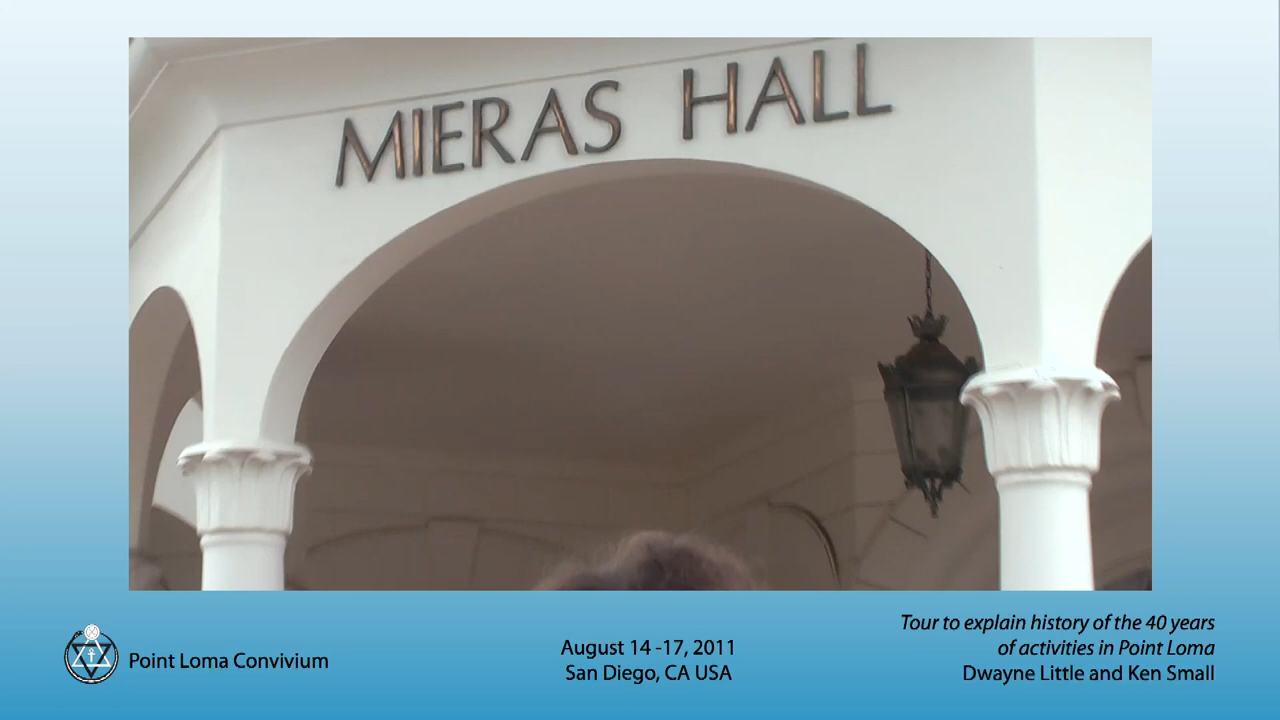 MIERAS HALL
Point Loma Convivium
August 14 -17, 2011
San Diego, CA USA
Tour to explain history of the 40 years
of activities in Point Loma
Dwayne Little and Ken Small